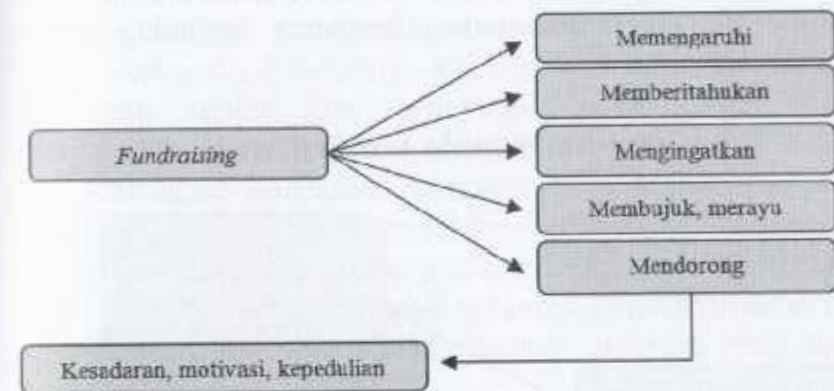 Memengaruhi
Memberitahukan
Fundraising
Mengingatkan
Membujuk, merayu
Mendorong
Kesadaran, motivasi, kepedulian